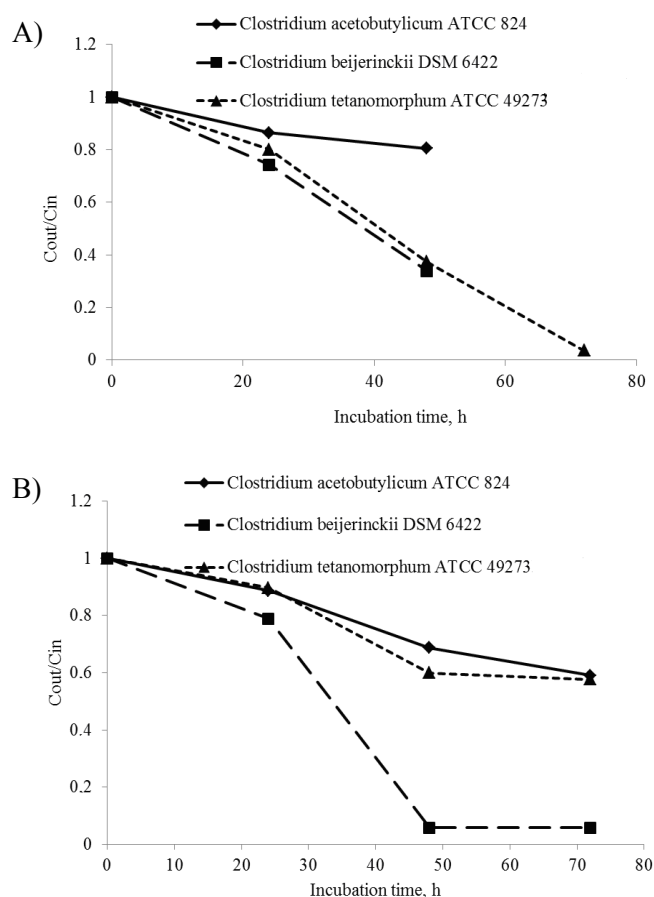 A)
Clostridium acetobutylicum ATCC 824
Clostridium beijerinckii DSM 6422
Clostridium tetanomorphum ATCC 49273
1.2
1
0.8
0.6
0.4
0.2
0
Cout/Cin
0 20 40 60 80
Incubation time, h
B)
Clostridium acetobutylicum ATCC 824
Clostridium beijerinckii DSM 6422
Clostridium tetanomorphum ATCC 49273
1.2
1
0.8
0.6
0.4
0.2
0
Cout/Cin
0 10 20 30 40 50 60 70 80
Incubation time, h